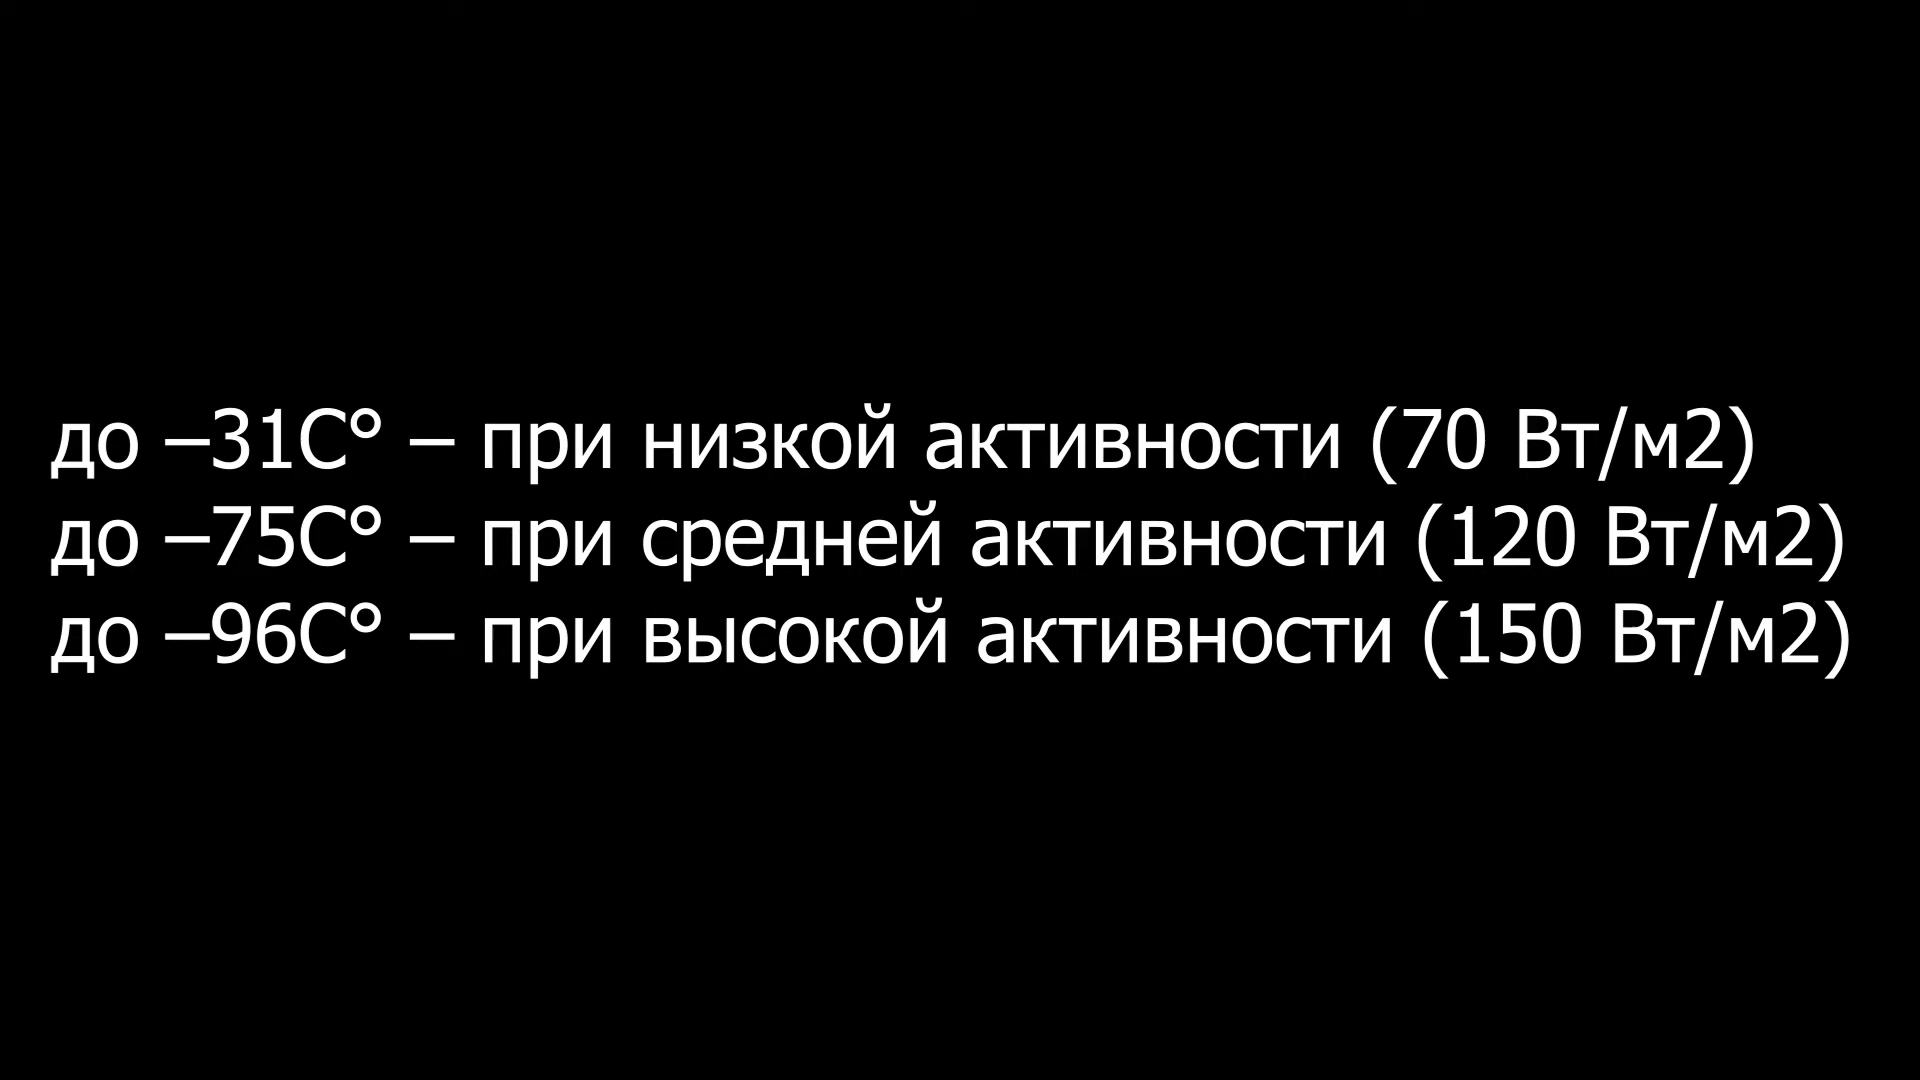 до –31С° – при низкой активности (70 Вт/м2)
до –75С° – при средней активности (120 Вт/м2)
до –96С° – при высокой активности (150 Вт/м2)